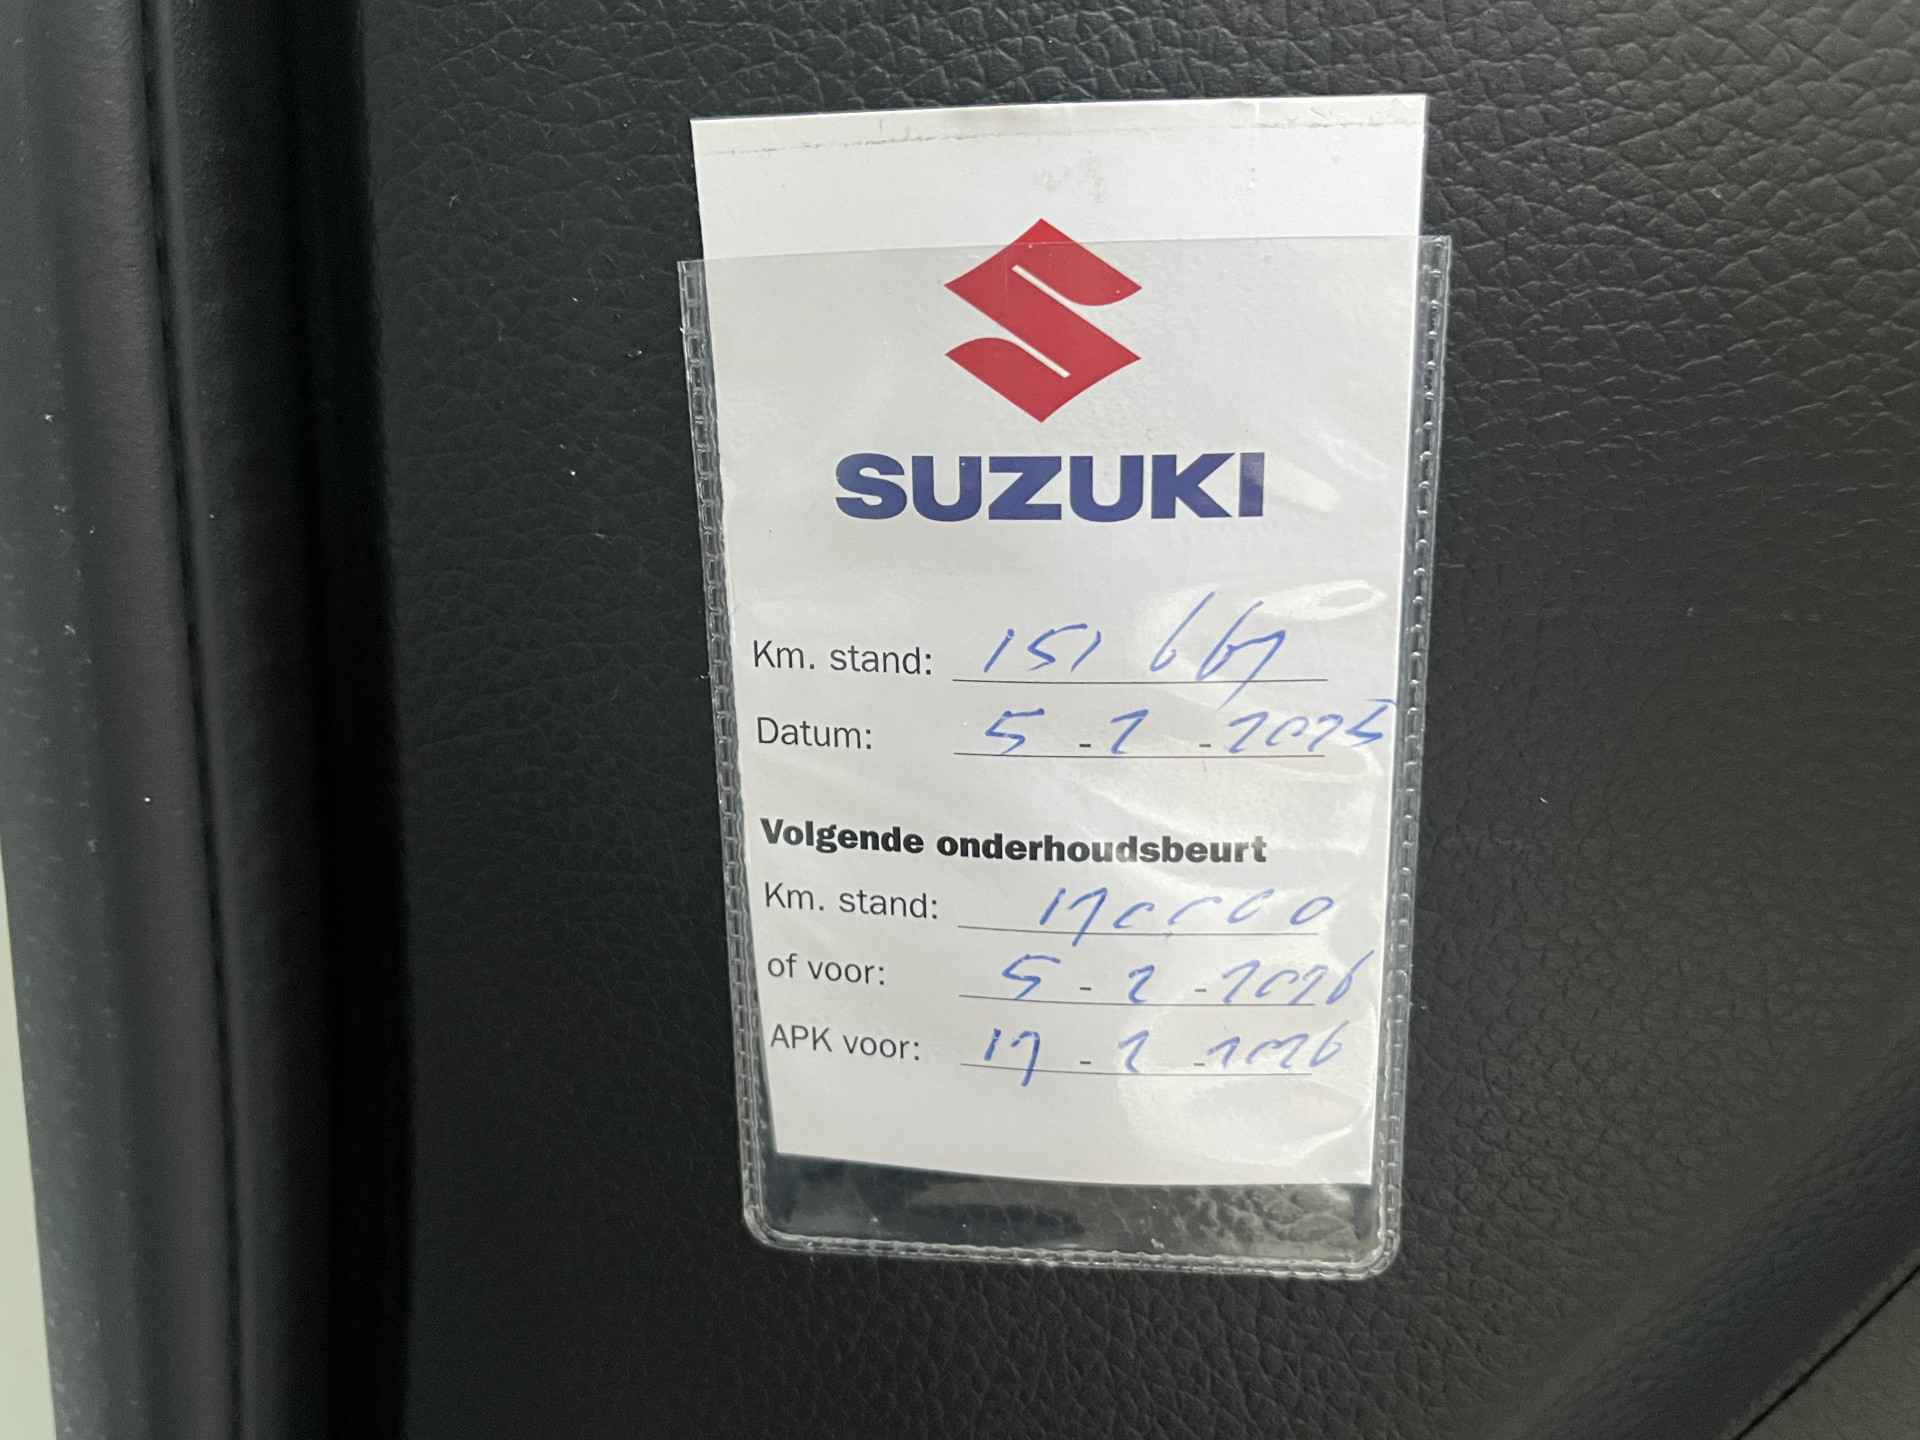 SUZUKI
Km. stand: 151 667
Datum: 5 - 2 - 2025
Volgende onderhoudsbeurt
Km. stand: 170000
of voor: 5 - 2 - 2026
APK voor: 17 - 2 - 2026